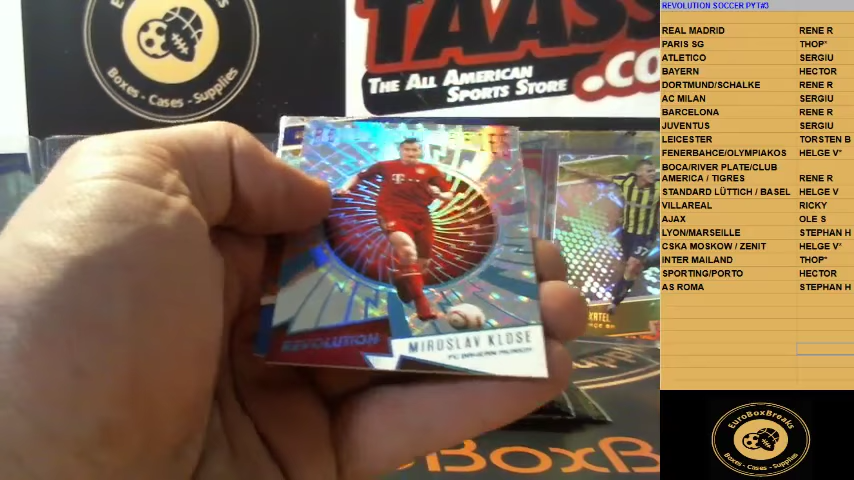 TAASS
THE ALL AMERICAN
SPORTS STORE
.CO
Boxes - Cases - Supplies
REVOLUTION
MIROSLAV KLOSE
FC BAYERN MUNICH
37
EuroBoxB
REVOLUTION SOCCER PYT#3
REAL MADRID RENE R
PARIS SG THOP*
ATLETICO SERGIU
BAYERN HECTOR
DORTMUND/SCHALKE RENE R
AC MILAN SERGIU
BARCELONA RENE R
JUVENTUS SERGIU
LEICESTER TORSTEN B
FENERBAHCE/OLYMPIAKOS HELGE V*
BOCA/RIVER PLATE/CLUB
AMERICA / TIGRES RENE R
STANDARD LÜTTICH / BASEL HELGE V
VILLAREAL RICKY
AJAX OLE S
LYON/MARSEILLE STEPHAN H
CSKA MOSKOW / ZENIT HELGE V*
INTER MAILAND THOP*
SPORTING/PORTO HECTOR
AS ROMA STEPHAN H
EuroBoxBreaks
Boxes - Cases - Supplies